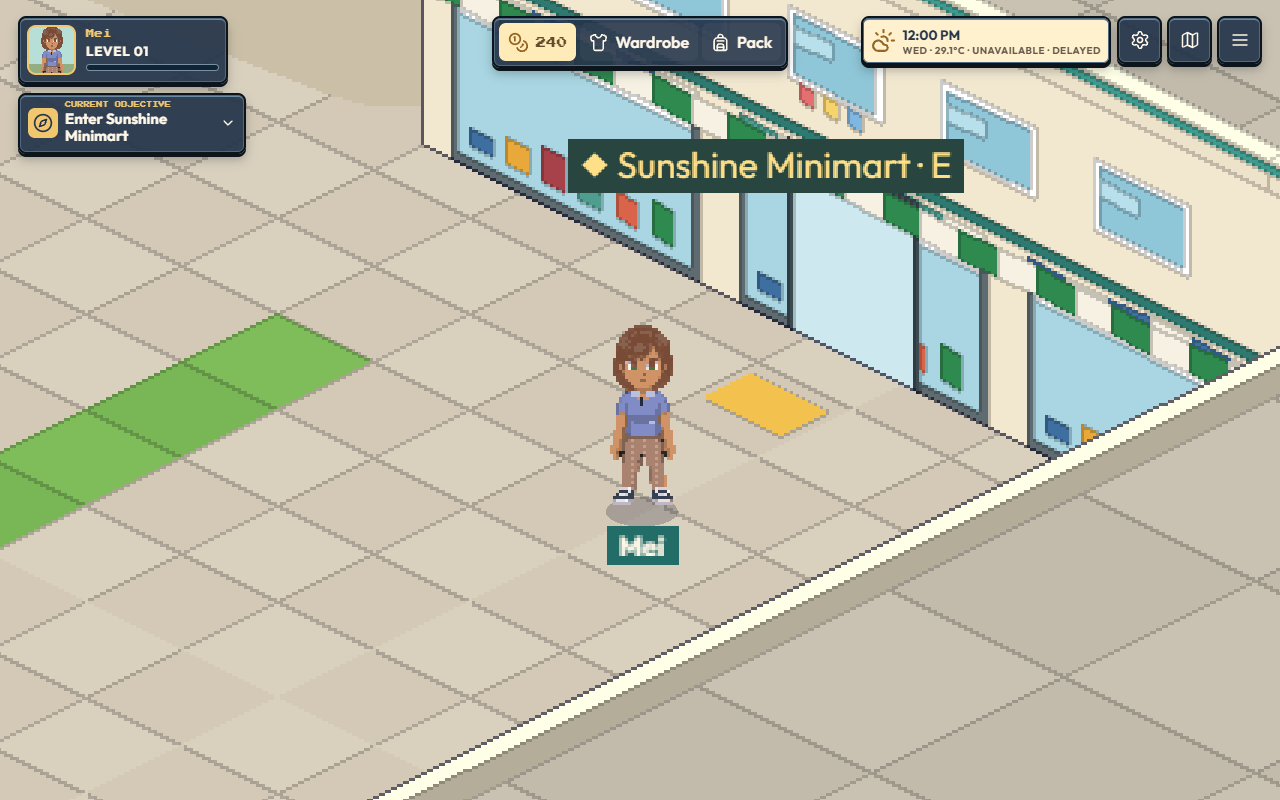 Mei
LEVEL 01
CURRENT OBJECTIVE
Enter Sunshine
Minimart
240
Wardrobe
Pack
12:00 PM
WED · 29.1°C · UNAVAILABLE · DELAYED
Sunshine Minimart · E
Mei